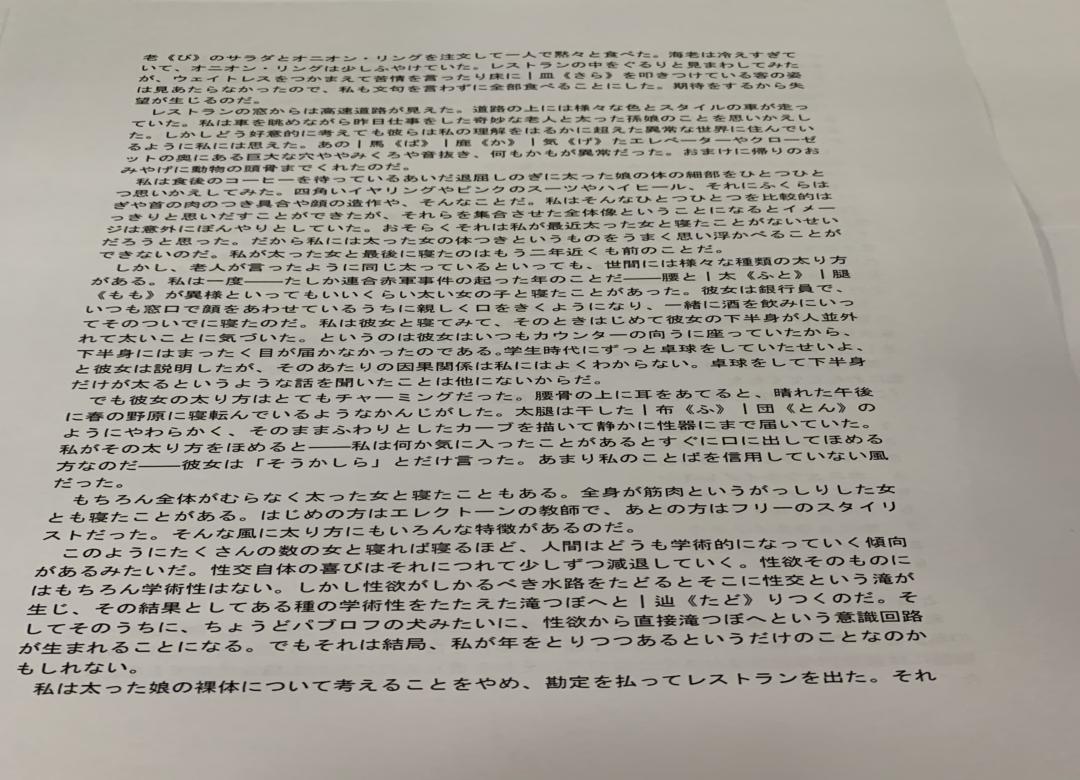 老《び》のサラダとオニオン・リングを注文して一人で黙々と食べた。海老は冷えすぎて
いて、オニオン・リングは少しふやけていた。レストランの中をぐるりと見まわしてみた
が、ウェイトレスをつかまえて苦情を言ったり床に|皿《さら》を叩きつけている客の姿
は見あたらなかったので、私も文句を言わずに全部食べることにした。期待をするから失
望が生じるのだ。
レストランの窓からは高速道路が見えた。道路の上には様々な色とスタイルの車が走っ
ていた。私は車を眺めながら昨日仕事をした奇妙な老人と太った孫娘のことを思いかえし
た。しかしどう好意的に考えても彼らは私の理解をはるかに超えた異常な世界に住んでい
るように私には思えた。あの|馬《ば》|鹿《か》|気《げ》たエレベーターやクローゼ
ットの奥にある巨大な穴ややみくろや音抜き、何もかもが異常だった。おまけに帰りのお
みやげに動物の頭骨までくれたのだ。
私は食後のコーヒーを待っているあいだ退屈しのぎに太った娘の体の細部をひとつひと
つ思いかえしてみた。四角いイヤリングやピンクのスーツやハイヒール、それにふくらは
ぎや首の肉のつき具合や顔の造作や、そんなことだ。私はそんなひとつひとつを比較的は
っきりと思いだすことができたが、それらを集合させた全体像ということになるとイメー
ジは意外にぼんやりとしていた。おそらくそれは私が最近太った女と寝たことがないせい
だろうと思った。だから私には太った女の体つきというものをうまく思い浮かべることが
できないのだ。私が太った女と最後に寝たのはもう二年近くも前のことだ。
しかし、老人が言ったように同じ太っているといっても、世間には様々な種類の太り方
がある。私は一度――たしか連合赤軍事件の起った年のことだ――腰と|太《ふと》|腿
《もも》が異様といってもいいくらい太い女の子と寝たことがあった。彼女は銀行員で、
いつも窓口で顔をあわせているうちに親しく口をきくようになり、一緒に酒を飲みにいっ
てそのついでに寝たのだ。私は彼女と寝てみて、そのときはじめて彼女の下半身が人並外
れて太いことに気づいた。というのは彼女はいつもカウンターの向うに座っていたから、
下半身にはまったく目が届かなかったのである。学生時代にずっと卓球をしていたせいよ、
と彼女は説明したが、そのあたりの因果関係は私にはよくわからない。卓球をして下半身
だけが太るというような話を聞いたことは他にないからだ。
でも彼女の太り方はとてもチャーミングだった。腰骨の上に耳をあてると、晴れた午後
に春の野原に寝転んでいるようなかんじがした。太腿は干した|布《ふ》|団《とん》の
ようにやわらかく、そのままふわりとしたカーブを描いて静かに性器にまで届いていた。
私がその太り方をほめると――私は何か気に入ったことがあるとすぐに口に出してほめる
方なのだ――彼女は「そうかしら」とだけ言った。あまり私のことばを信用していない風
だった。
もちろん全体がむらなく太った女と寝たこともある。全身が筋肉というがっしりした女
とも寝たことがある。はじめの方はエレクトーンの教師で、あとの方はフリーのスタイリ
ストだった。そんな風に太り方にもいろんな特徴があるのだ。
このようにたくさんの数の女と寝れば寝るほど、人間はどうも学術的になっていく傾向
があるみたいだ。性交自体の喜びはそれにつれて少しずつ減退していく。性欲そのものに
はもちろん学術性はない。しかし性欲がしかるべき水路をたどるとそこに性交という滝が
生じ、その結果としてある種の学術性をたたえた滝つぼへと|辿《たど》りつくのだ。そ
してそのうちに、ちょうどパブロフの犬みたいに、性欲から直接滝つぼへという意識回路
が生まれることになる。でもそれは結局、私が年をとりつつあるというだけのことなのか
もしれない。
私は太った娘の裸体について考えることをやめ、勘定を払ってレストランを出た。それ